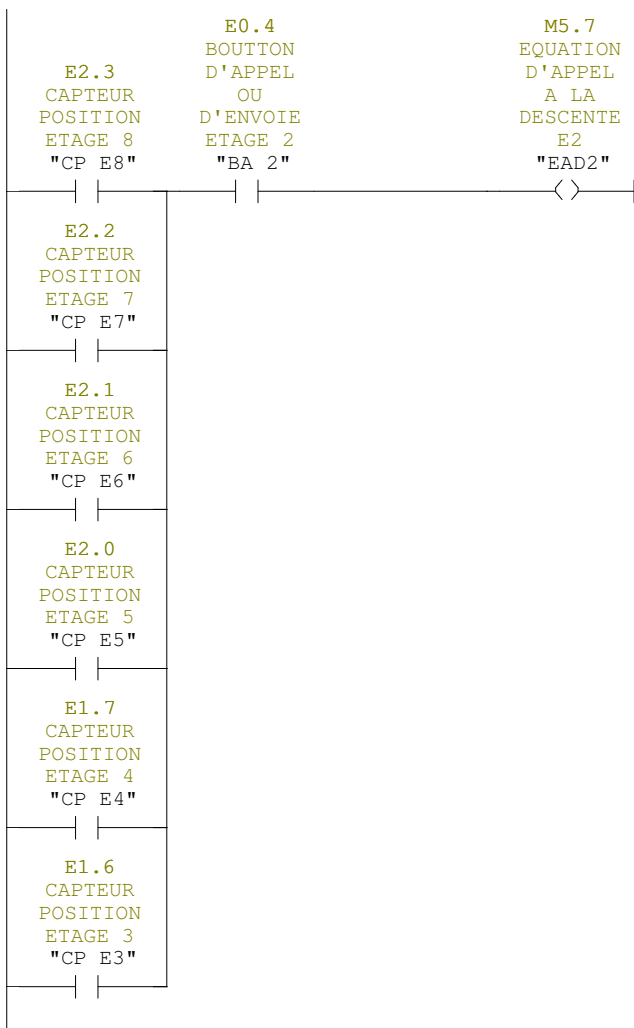 E2.3
CAPTEUR
POSITION
ETAGE 8
"CP E8"
E0.4
BOUTTON
D'APPEL
OU
D'ENVOIE
ETAGE 2
"BA 2"
M5.7
EQUATION
D'APPEL
A LA
DESCENTE
E2
"EAD2"
E2.2
CAPTEUR
POSITION
ETAGE 7
"CP E7"
E2.1
CAPTEUR
POSITION
ETAGE 6
"CP E6"
E2.0
CAPTEUR
POSITION
ETAGE 5
"CP E5"
E1.7
CAPTEUR
POSITION
ETAGE 4
"CP E4"
E1.6
CAPTEUR
POSITION
ETAGE 3
"CP E3"